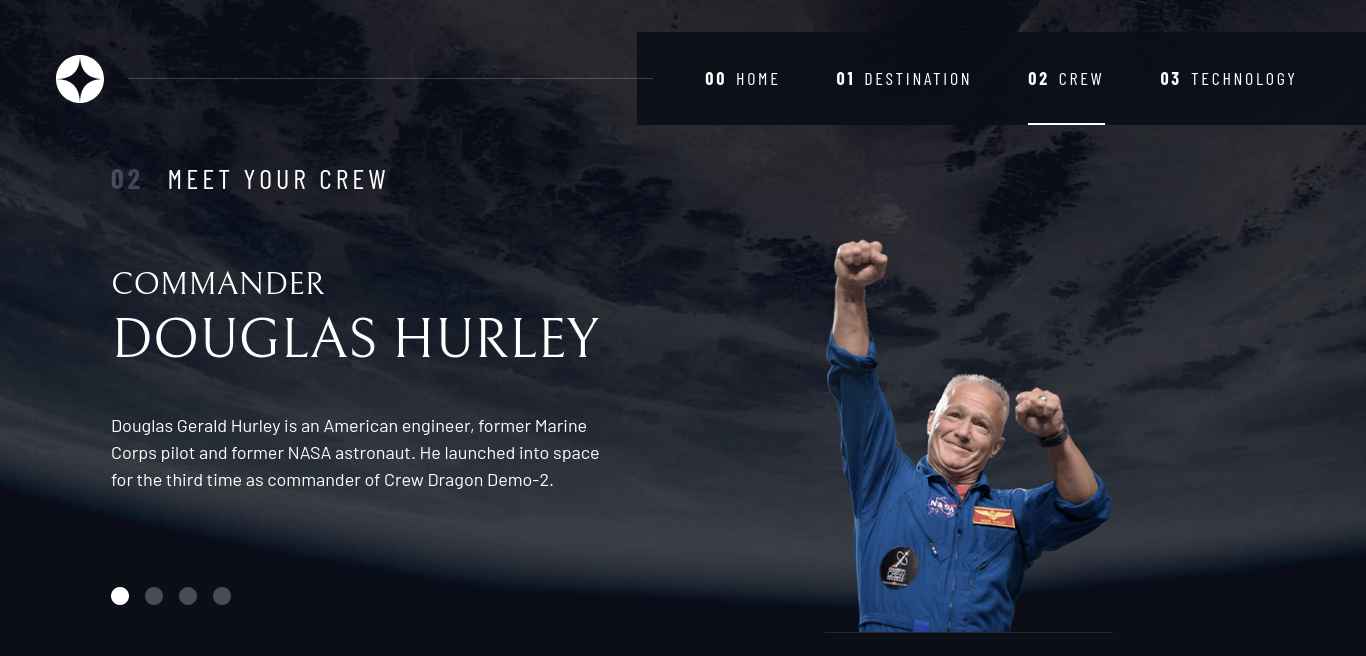 00 HOME 01 DESTINATION 02 CREW 03 TECHNOLOGY
02 MEET YOUR CREW
COMMANDER
DOUGLAS HURLEY
Douglas Gerald Hurley is an American engineer, former Marine
Corps pilot and former NASA astronaut. He launched into space
for the third time as commander of Crew Dragon Demo-2.
NASA